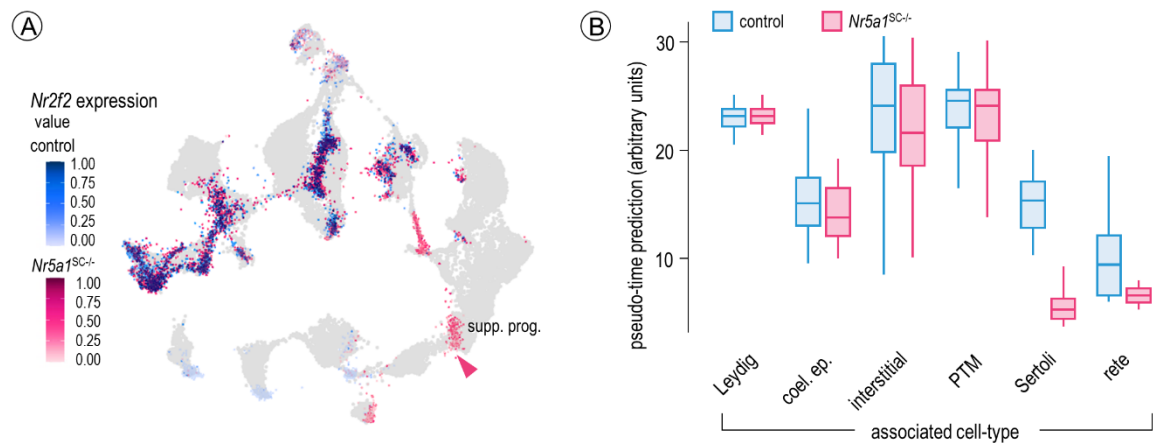 A
Nr2f2 expression
value
control
1.00
0.75
0.50
0.25
0.00
Nr5a1SC-/-
1.00
0.75
0.50
0.25
0.00
supp. prog.
B
control
Nr5a1SC-/-
pseudo-time prediction (arbitrary units)
30
20
10
Leydig
coel. ep.
interstitial
PTM
Sertoli
rete
associated cell-type